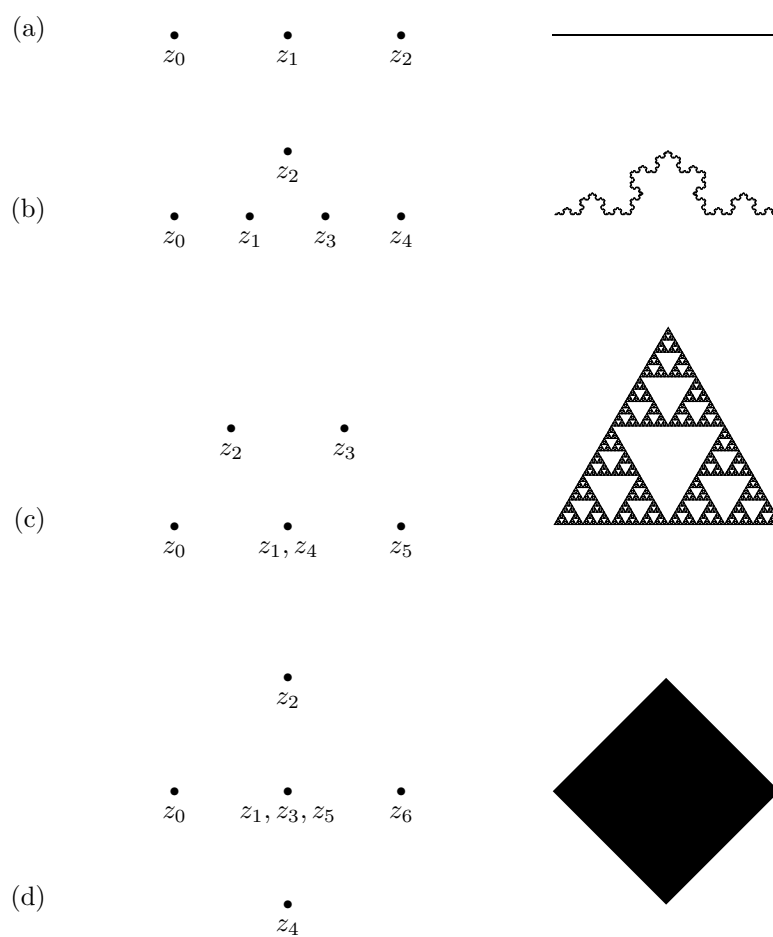 (a)
z₀ z₁ z₂
z₂
(b)
z₀ z₁ z₃ z₄
z₂ z₃
(c)
z₀ z₁, z₄ z₅
z₂
z₀ z₁, z₃, z₅ z₆
(d)
z₄